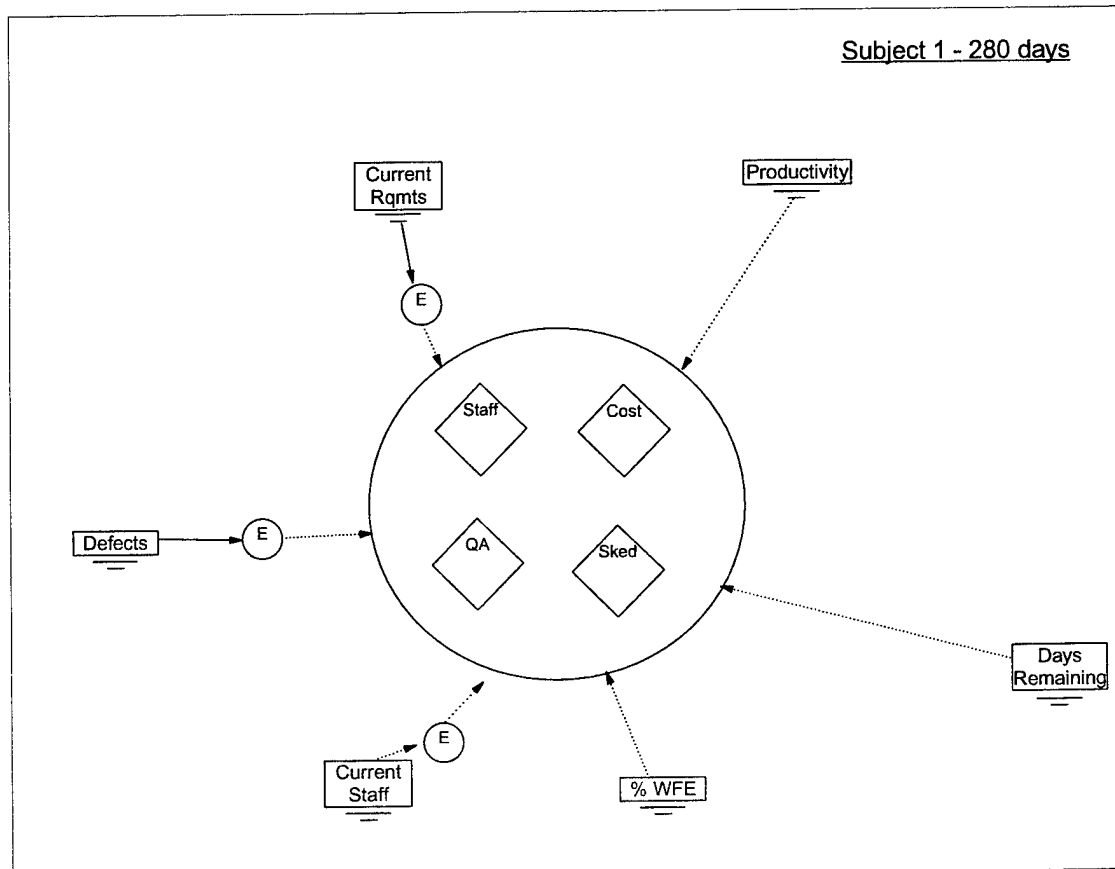 Subject 1 - 280 days
Current
Rqmts
Productivity
E
Staff
Cost
Defects
E
QA
Sked
Days
Remaining
E
Current
Staff
% WFE